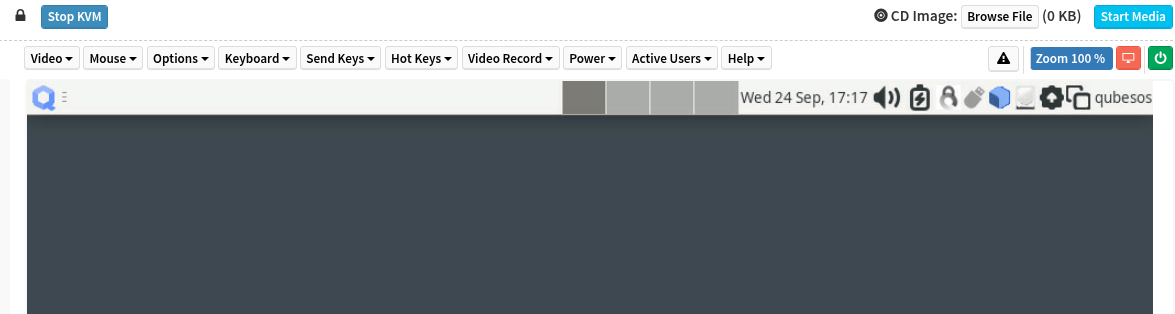 Stop KVM CD Image: Browse File (0 KB) Start Media
Video Mouse Options Keyboard Send Keys Hot Keys Video Record Power Active Users Help Zoom 100 %
Wed 24 Sep, 17:17 qubesos